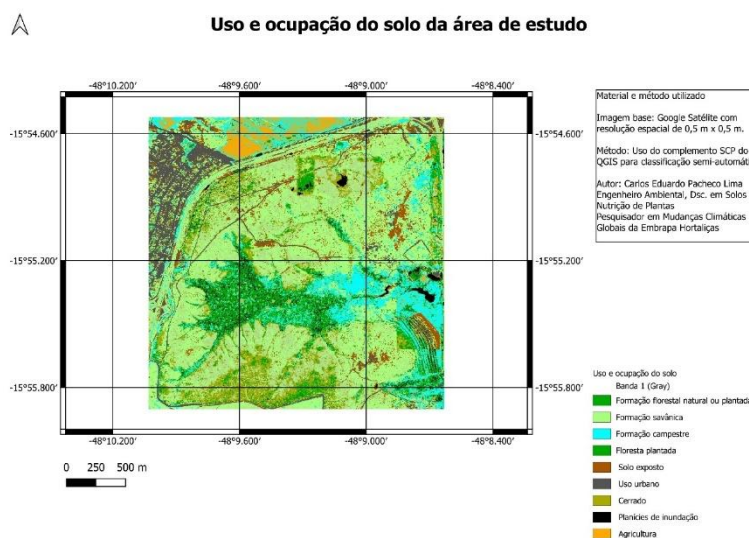 Uso e ocupação do solo da área de estudo
-48°10.200' -48°9.600' -48°9.000' -48°8.400'
-15°54.600' -15°54.600'
-15°55.200' -15°55.200'
-15°55.800' -15°55.800'
-48°10.200' -48°9.600' -48°9.000' -48°8.400'
0 250 500 m
Material e método utilizado
Imagem base: Google Satélite com
resolução espacial de 0,5 m x 0,5 m.
Método: Uso do complemento SCP do
QGIS para classificação semi-automát
Autor: Carlos Eduardo Pacheco Lima
Engenheiro Ambiental, Dsc. em Solos
Nutrição de Plantas
Pesquisador em Mudanças Climáticas
Globais da Embrapa Hortaliças
Uso e ocupação do solo
Banda 1 (Gray)
Formação florestal natural ou plantada
Formação savânica
Formação campestre
Floresta plantada
Solo exposto
Uso urbano
Cerrado
Planícies de inundação
Agricultura